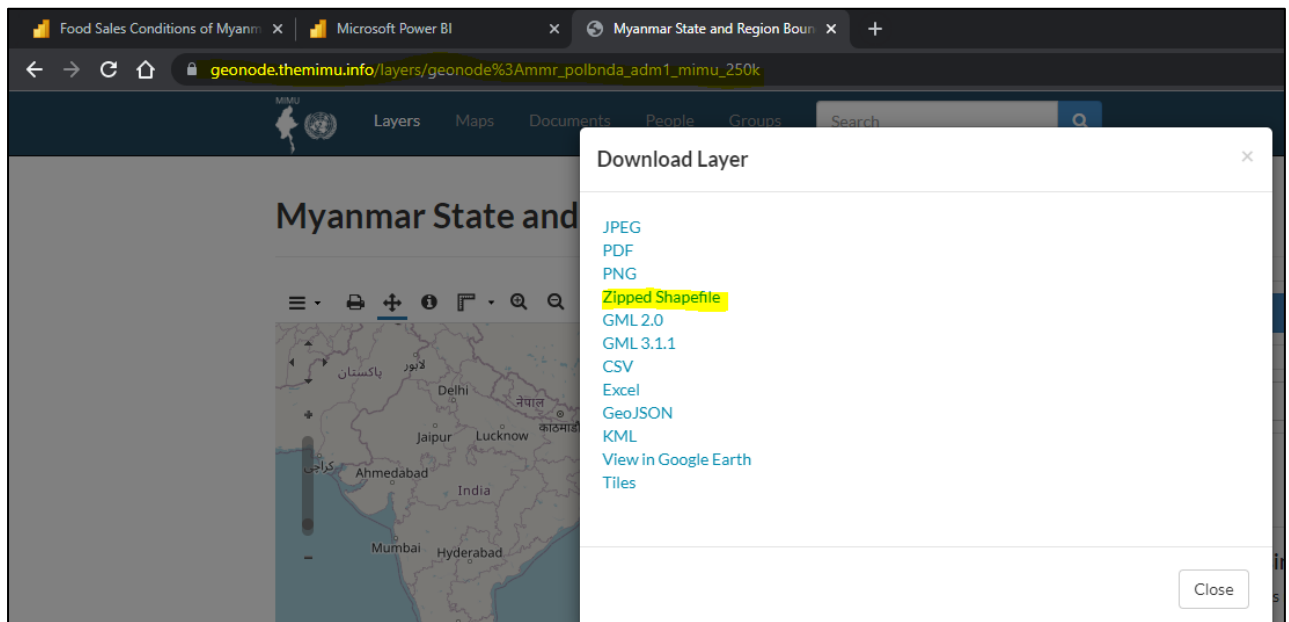 Food Sales Conditions of Myanm
Microsoft Power BI
Myanmar State and Region Boun
geonode.themimu.info/layers/geonode%3Ammr_polbnda_adm1_mimu_250k
MIMU
Layers Maps Documents People Groups Search
Download Layer
Myanmar State and
JPEG
PDF
PNG
Zipped Shapefile
GML 2.0
GML 3.1.1
CSV
Excel
GeoJSON
KML
View in Google Earth
Tiles
پاکستان
لاہور
Delhi
नेपाल
Jaipur
Lucknow
کراچی
Ahmedabad
India
Mumbai
Hyderabad
Close